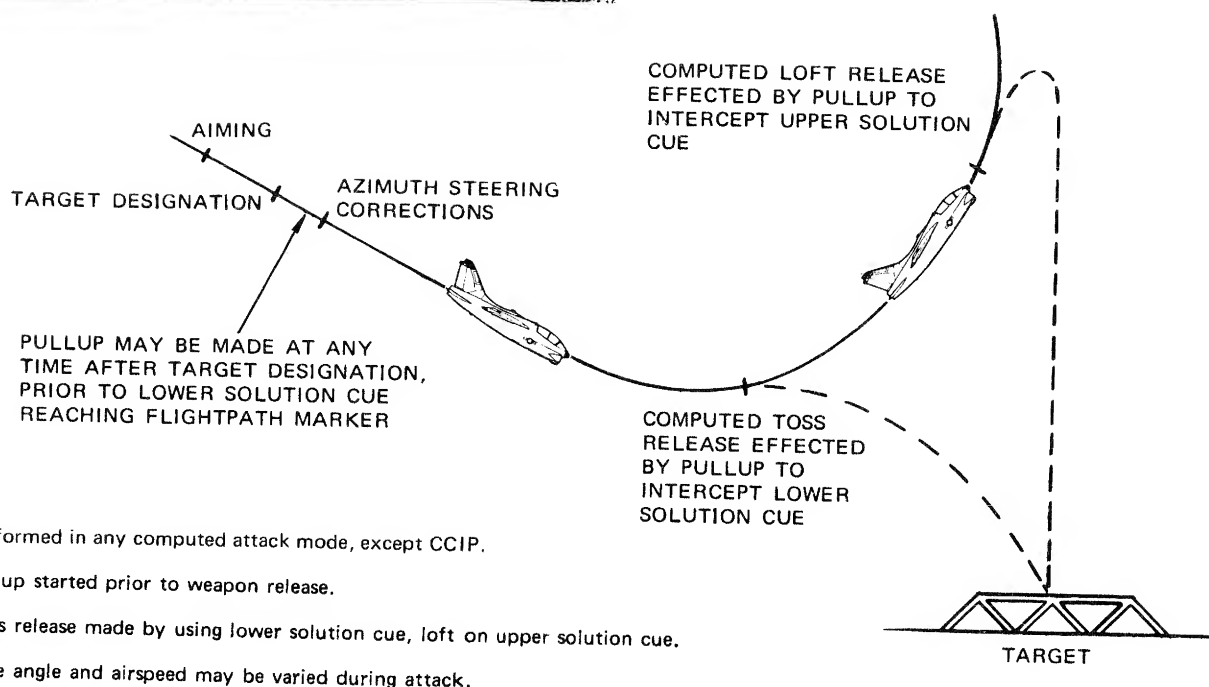 COMPUTED LOFT RELEASE
EFFECTED BY PULLUP TO
INTERCEPT UPPER SOLUTION
CUE
AIMING
TARGET DESIGNATION
AZIMUTH STEERING
CORRECTIONS
PULLUP MAY BE MADE AT ANY
TIME AFTER TARGET DESIGNATION,
PRIOR TO LOWER SOLUTION CUE
REACHING FLIGHTPATH MARKER
COMPUTED TOSS
RELEASE EFFECTED
BY PULLUP TO
INTERCEPT LOWER
SOLUTION CUE
formed in any computed attack mode, except CCIP.
up started prior to weapon release.
s release made by using lower solution cue, loft on upper solution cue.
e angle and airspeed may be varied during attack.
TARGET